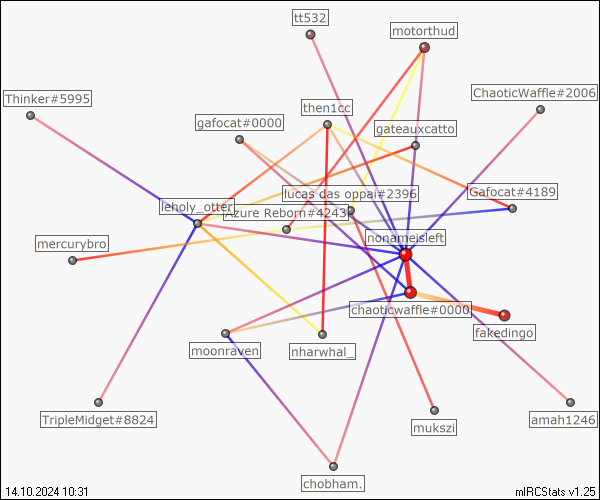 tt532
motorthud
Thinker#5995
ChaoticWaffle#2006
then1cc
gafocat#0000
gateauxcatto
lucas das oppai#2396
Gafocat#4189
leholy_otter
Azure Reborn#4243
nonameisleft
mercurybro
chaoticwaffle#0000
fakedingo
moonraven
nharwhal_
TripleMidget#8824
mukszi
amah1246
chobham.
14.10.2024 10:31
mIRCStats v1.25